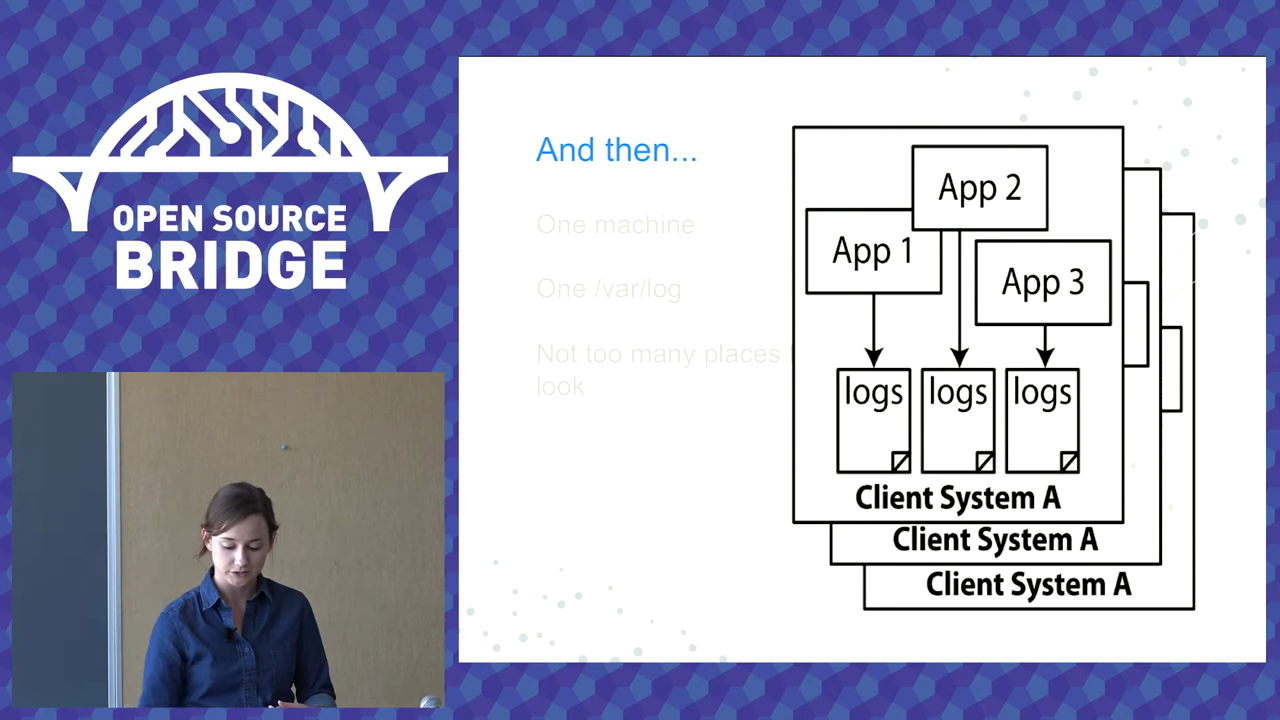 OPEN SOURCE
BRIDGE
And then...
One machine
One /var/log
Not too many places
look
App 2
App 1
App 3
logs
logs
logs
Client System A
Client System A
Client System A